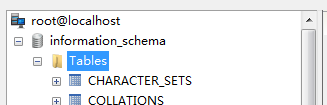 root@localhost
information_schema
Tables
CHARACTER_SETS
COLLATIONS